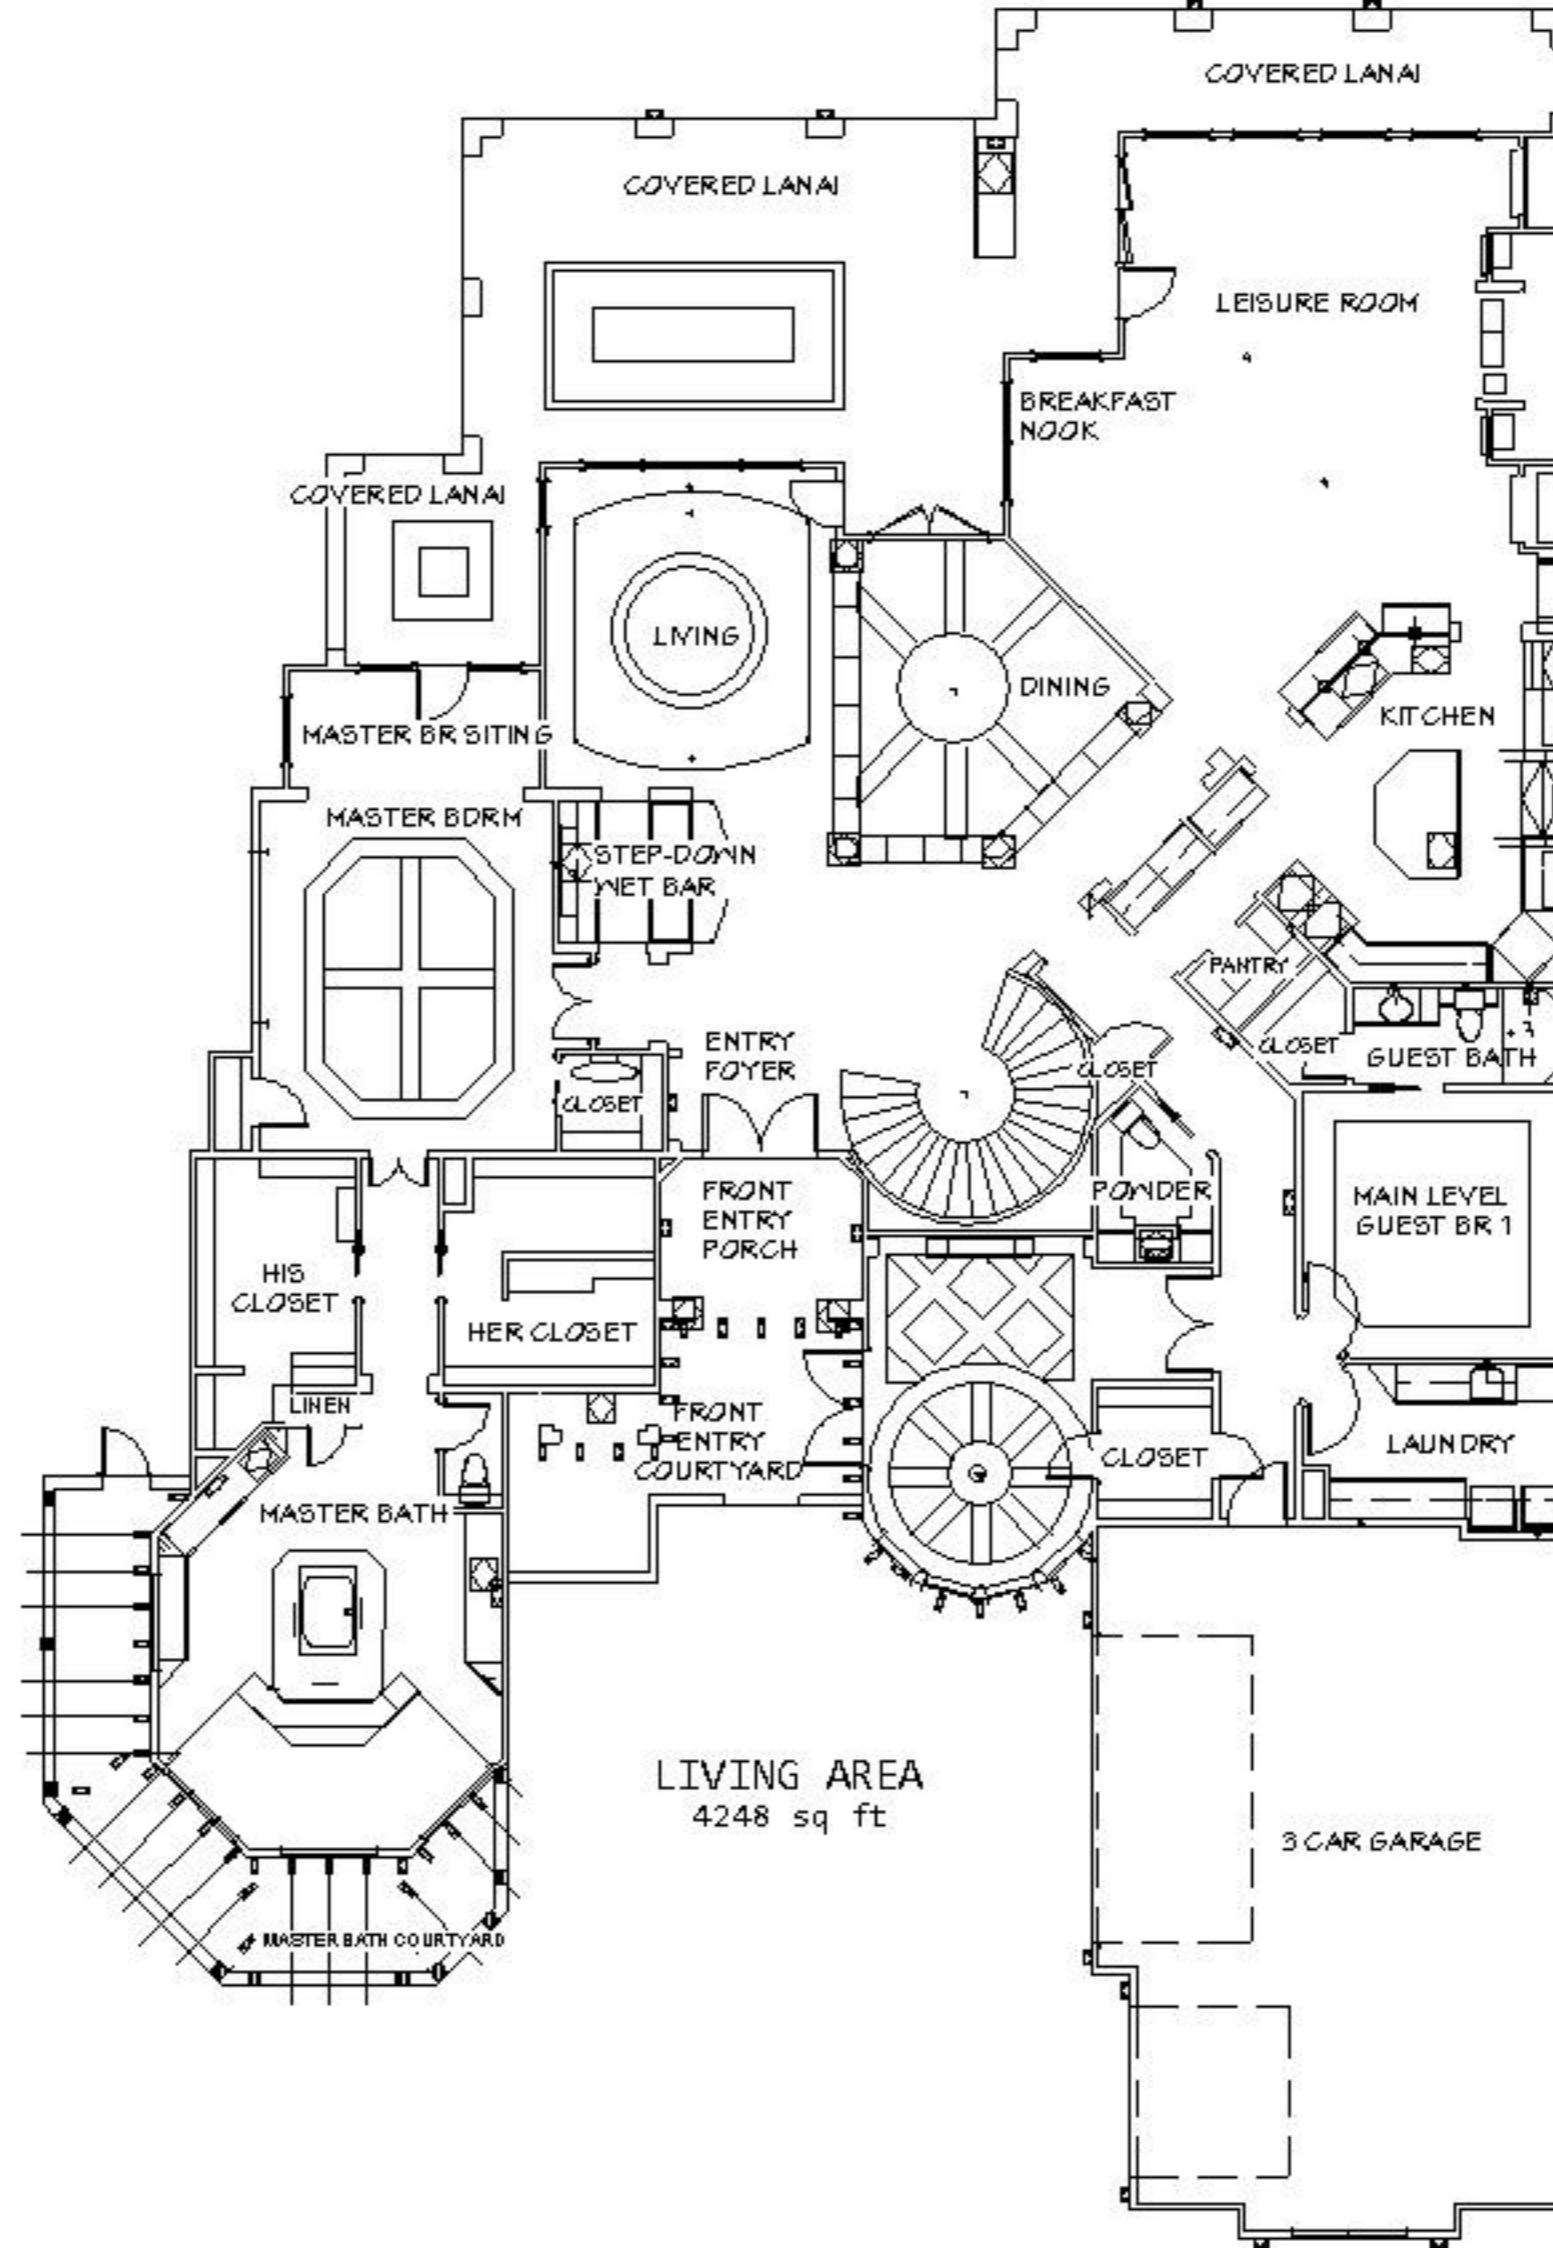 COVERED LANAI
COVERED LANAI
LEISURE ROOM
BREAKFAST
NOOK
COVERED LANAI
LIVING
DINING
KITCHEN
MASTER BR SITING
MASTER BDRM
STEP-DOWN
WET BAR
PANTRY
ENTRY
FOYER
CLOSET
GUEST BATH
CLOSET
CLOSET
FRONT
ENTRY
PORCH
POWDER
MAIN LEVEL
GUEST BR 1
HIS
CLOSET
HER CLOSET
LINEN
FRONT
ENTRY
COURTYARD
CLOSET
LAUNDRY
MASTER BATH
LIVING AREA
4248 sq ft
3 CAR GARAGE
MASTER BATH COURTYARD